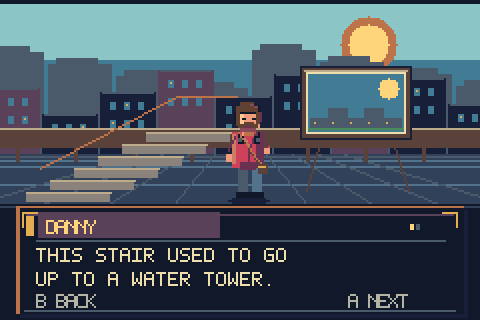 DANNY
THIS STAIR USED TO GO
UP TO A WATER TOWER.
B BACK
A NEXT